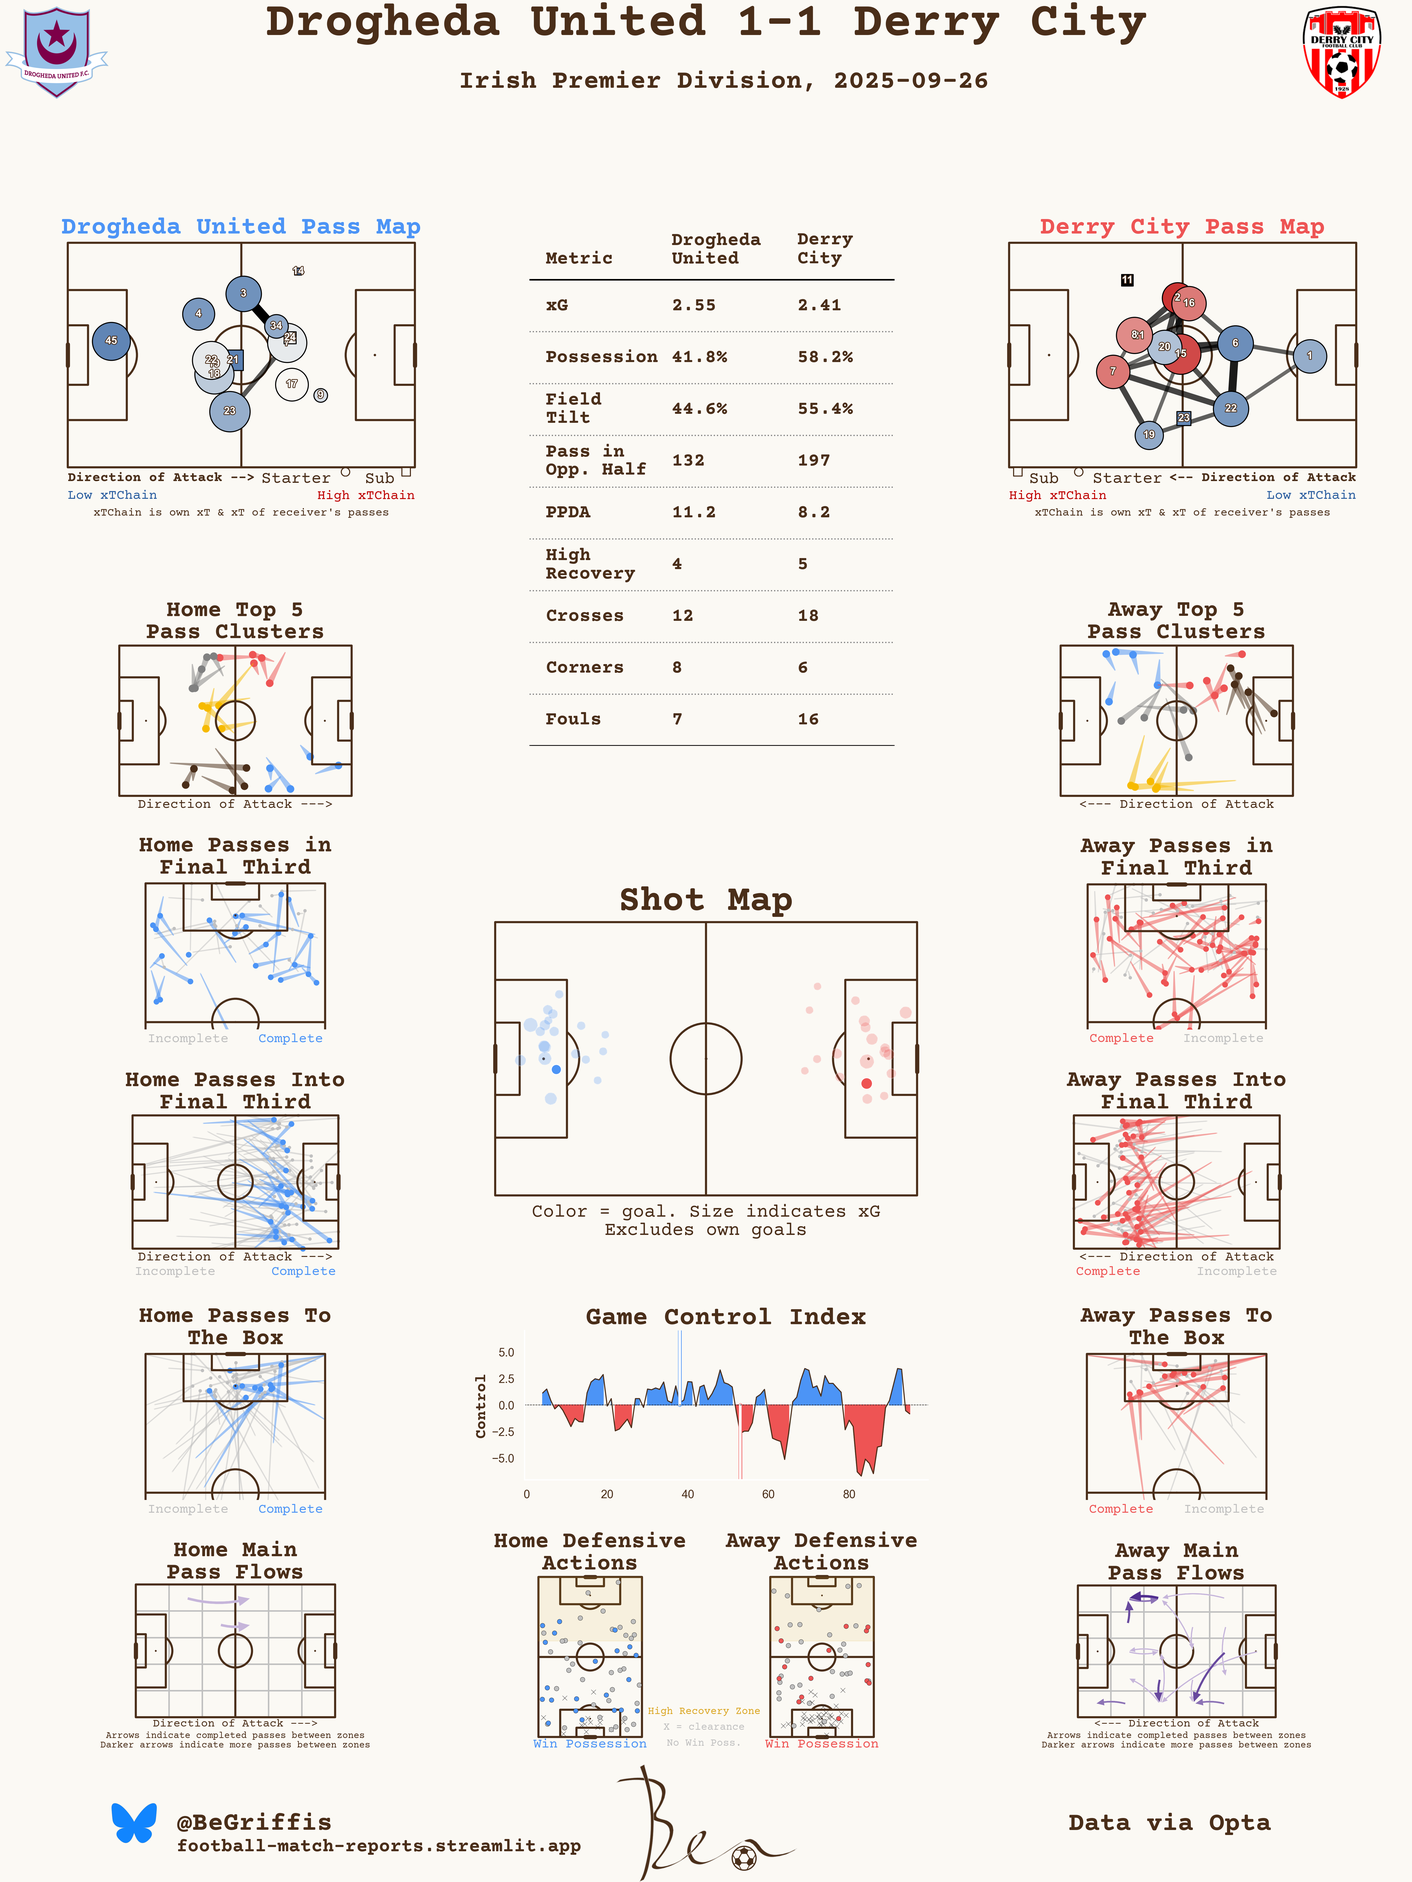 Drogheda United 1-1 Derry City
Irish Premier Division, 2025-09-26
DROGHEDA UNITED F.C.
DERRY CITY
FOOTBALL CLUB
1928
Drogheda United Pass Map
14
3
4
34
24
45
22
21
18
17
9
23
Direction of Attack --> Starter Sub
Low xTChain High xTChain
xTChain is own xT & xT of receiver's passes
Metric Drogheda United Derry City
xG 2.55 2.41
Possession 41.8% 58.2%
Field Tilt 44.6% 55.4%
Pass in Opp. Half 132 197
PPDA 11.2 8.2
High Recovery 4 5
Crosses 12 18
Corners 8 6
Fouls 7 16
Derry City Pass Map
11
2
16
81
20
15
6
1
7
22
23
19
Sub Starter <-- Direction of Attack
High xTChain Low xTChain
xTChain is own xT & xT of receiver's passes
Home Top 5
Pass Clusters
Direction of Attack --->
Away Top 5
Pass Clusters
<--- Direction of Attack
Home Passes in
Final Third
Incomplete Complete
Shot Map
Color = goal. Size indicates xG
Excludes own goals
Away Passes in
Final Third
Complete Incomplete
Home Passes Into
Final Third
Direction of Attack --->
Incomplete Complete
Away Passes Into
Final Third
<--- Direction of Attack
Complete Incomplete
Home Passes To
The Box
Incomplete Complete
Game Control Index
Control
5.0
2.5
0.0
−2.5
−5.0
0 20 40 60 80
Away Passes To
The Box
Complete Incomplete
Home Main
Pass Flows
Direction of Attack --->
Arrows indicate completed passes between zones
Darker arrows indicate more passes between zones
Home Defensive
Actions
Win Possession
Away Defensive
Actions
Win Possession
High Recovery Zone
X = clearance
No Win Poss.
Away Main
Pass Flows
<--- Direction of Attack
Arrows indicate completed passes between zones
Darker arrows indicate more passes between zones
@BeGriffis
football-match-reports.streamlit.app
Ben
Data via Opta